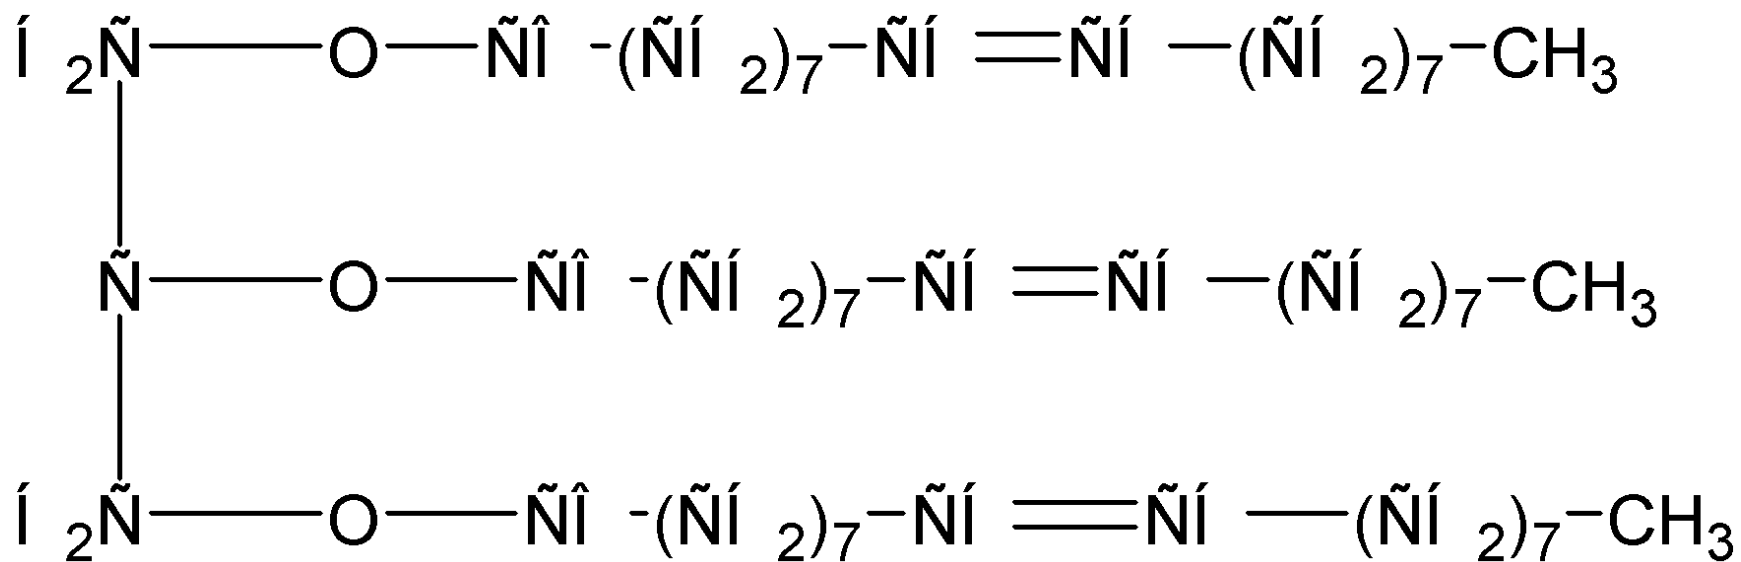 Í 2Ñ—O—ÑÎ -(ÑÍ 2)7-ÑÍ =ÑÍ -(ÑÍ 2)7-CH3
Ñ—O—ÑÎ -(ÑÍ 2)7-ÑÍ =ÑÍ -(ÑÍ 2)7-CH3
Í 2Ñ—O—ÑÎ -(ÑÍ 2)7-ÑÍ =ÑÍ -(ÑÍ 2)7-CH3